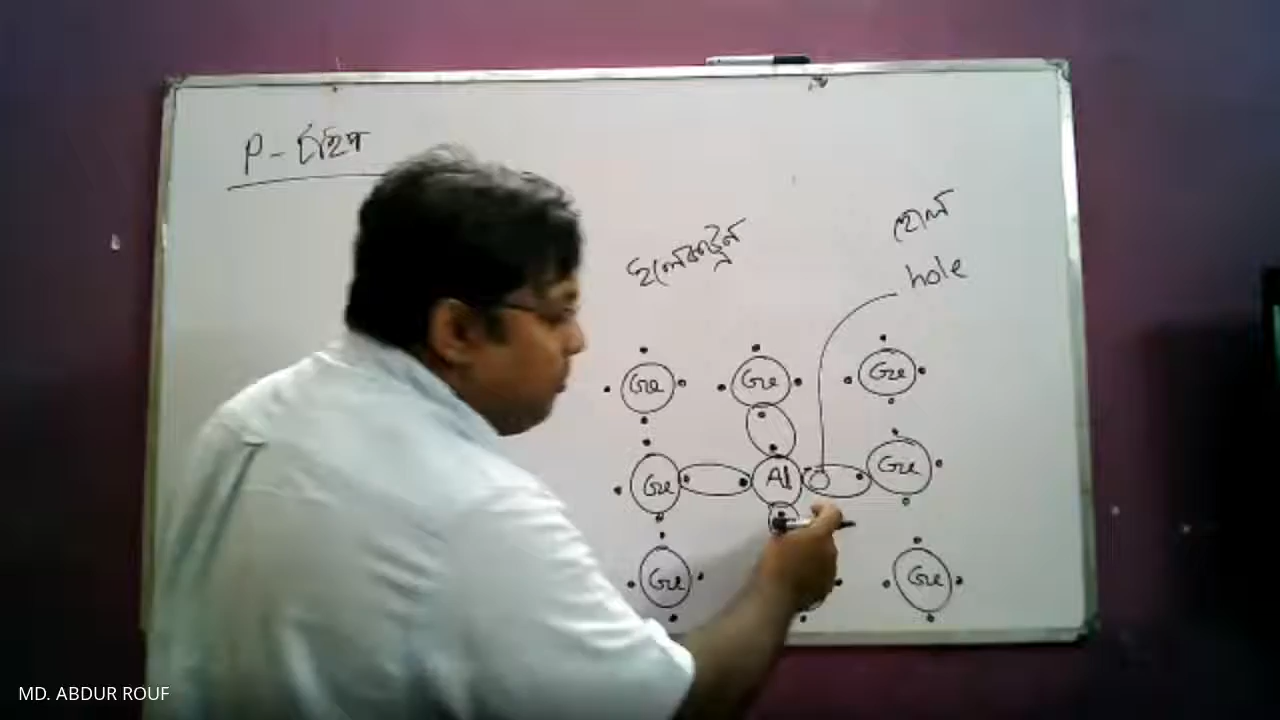 P - টাইপ
ইলেকট্রন
হোল
hole
Ge Ge Ge
Ge Al Ge
Ge Ge
MD. ABDUR ROUF